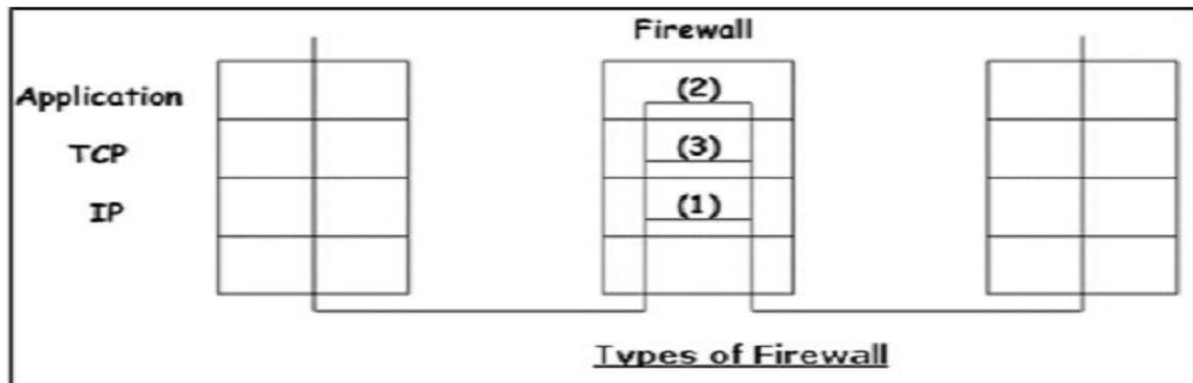 Firewall
Application (2)
TCP (3)
IP (1)
Types of Firewall